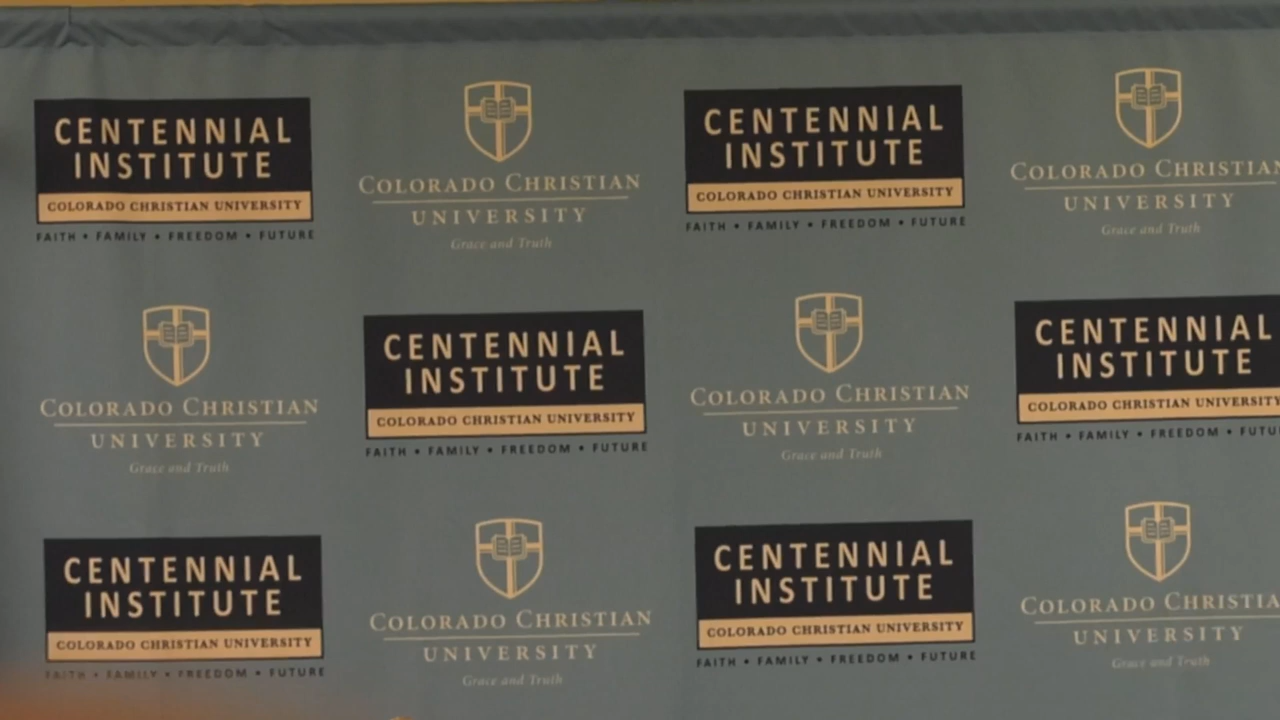 CENTENNIAL
INSTITUTE
COLORADO CHRISTIAN UNIVERSITY
FAITH • FAMILY • FREEDOM • FUTURE
COLORADO CHRISTIAN
UNIVERSITY
Grace and Truth
CENTENNIAL
INSTITUTE
COLORADO CHRISTIAN UNIVERSITY
FAITH • FAMILY • FREEDOM • FUTURE
COLORADO CHRISTIAN
UNIVERSITY
Grace and Truth
COLORADO CHRISTIAN
UNIVERSITY
Grace and Truth
CENTENNIAL
INSTITUTE
COLORADO CHRISTIAN UNIVERSITY
FAITH • FAMILY • FREEDOM • FUTURE
COLORADO CHRISTIAN
UNIVERSITY
Grace and Truth
CENTENNIAL
INSTITUTE
COLORADO CHRISTIAN UNIVERSITY
FAITH • FAMILY • FREEDOM • FUTU
CENTENNIAL
INSTITUTE
COLORADO CHRISTIAN UNIVERSITY
FAITH • FAMILY • FREEDOM • FUTURE
COLORADO CHRISTIAN
UNIVERSITY
Grace and Truth
CENTENNIAL
INSTITUTE
COLORADO CHRISTIAN UNIVERSITY
FAITH • FAMILY • FREEDOM • FUTURE
COLORADO CHRISTIA
UNIVERSITY
Grace and Truth